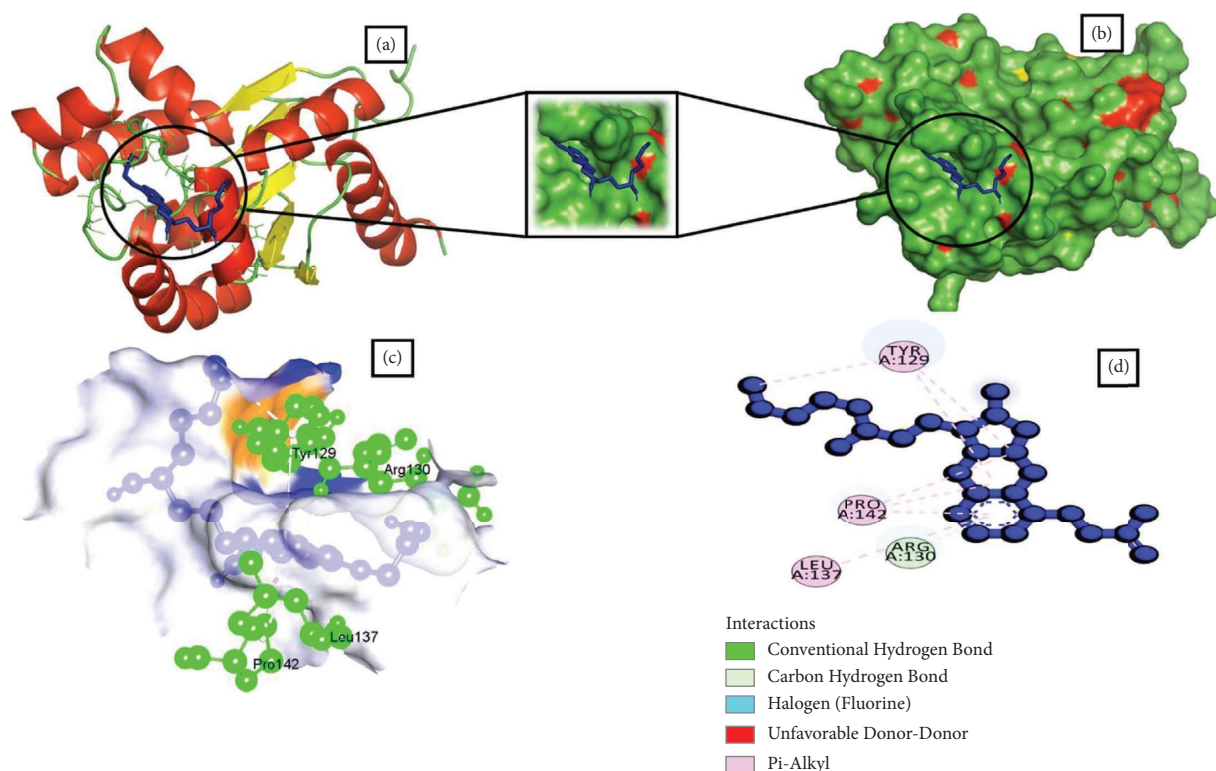 (a)
(b)
(c)
Tyr129
Arg130
Leu137
Pro142
(d)
TYR
A:129
PRO
A:142
ARG
A:130
LEU
A:137
Interactions
Conventional Hydrogen Bond
Carbon Hydrogen Bond
Halogen (Fluorine)
Unfavorable Donor-Donor
Pi-Alkyl